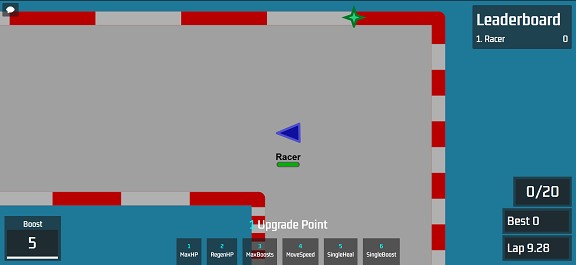 Leaderboard
1. Racer 0
Racer
0/20
Best 0
Lap 9.28
Upgrade Point
Boost
5
1 2 3 4 5 6
MaxHP RegenHP MaxBoosts MoveSpeed SingleHeal SingleBoost